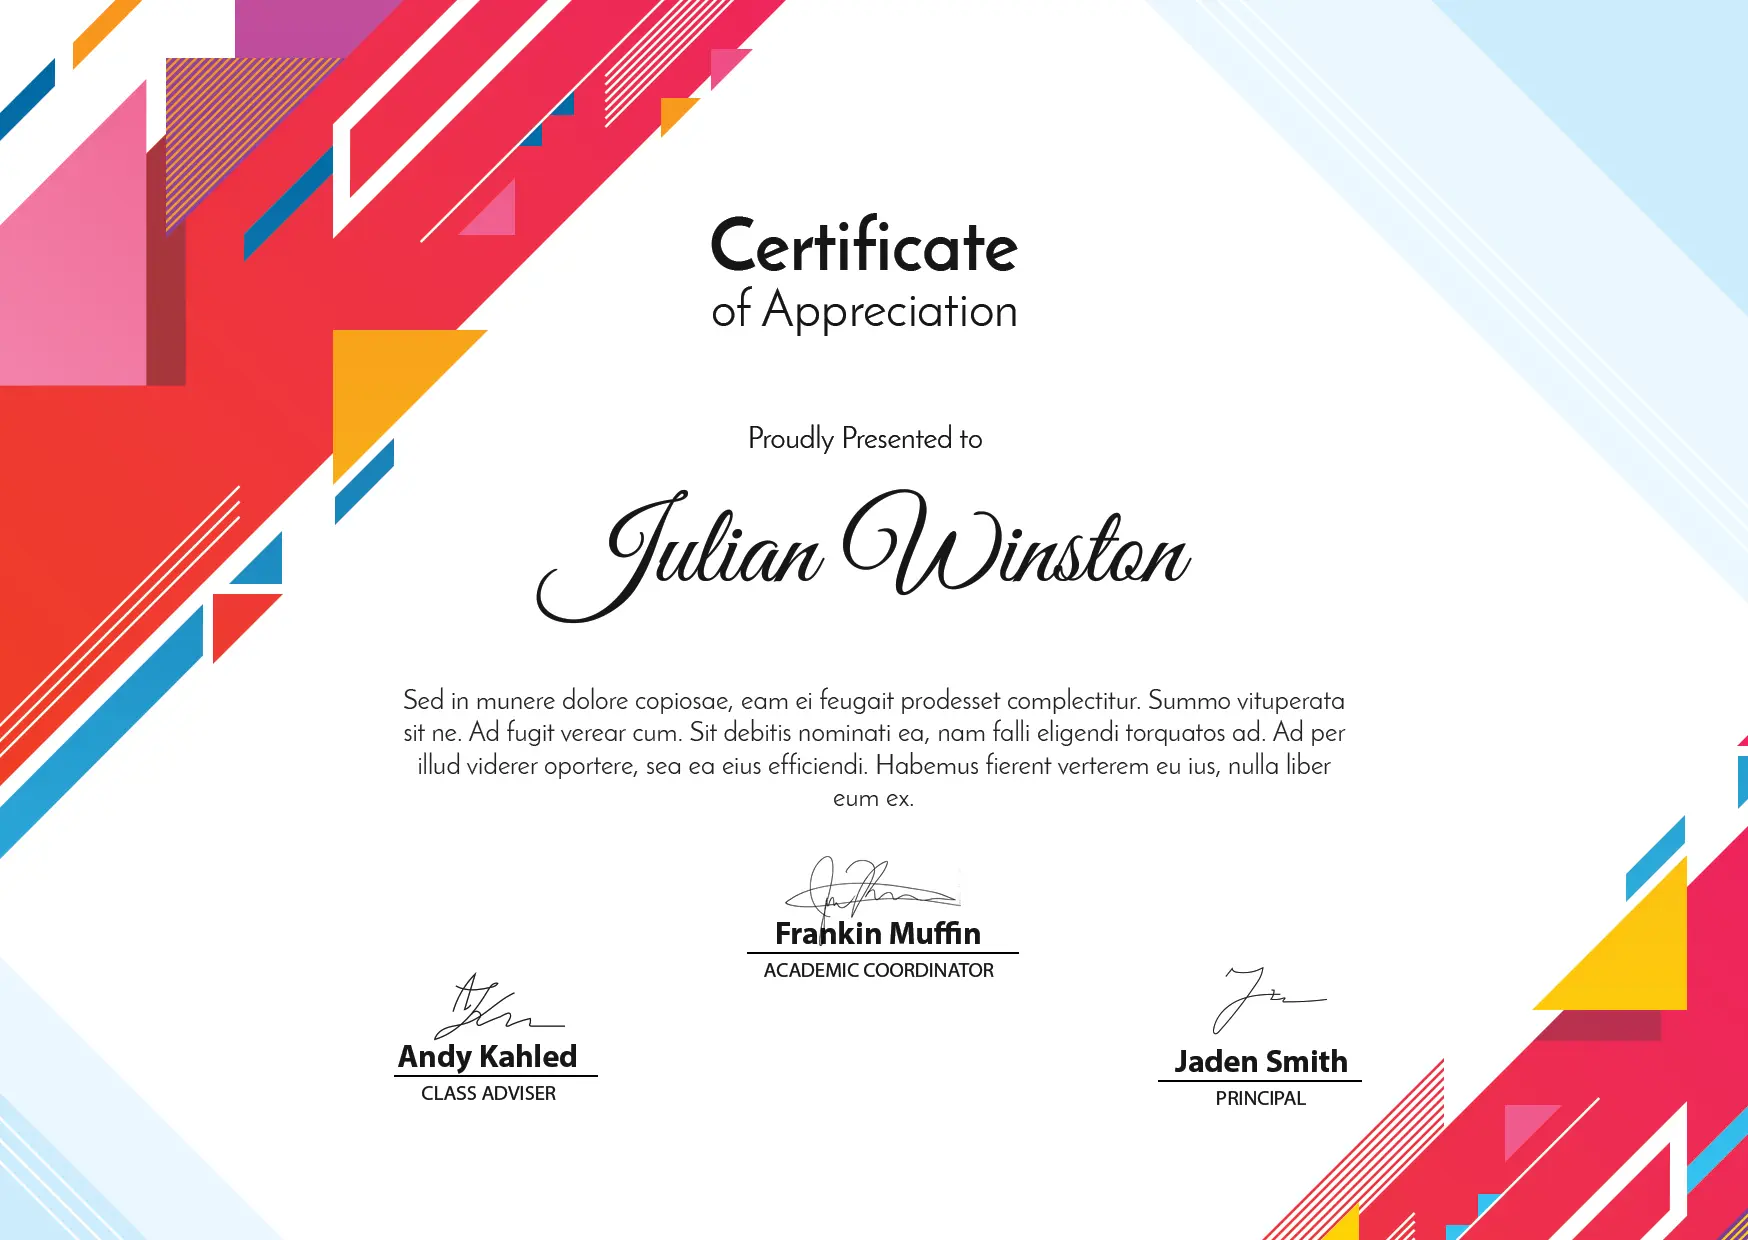 Certificate
of Appreciation
Proudly Presented to
Julian Winston
Sed in munere dolore copiosae, eam ei feugait prodesset complectitur. Summo vituperata
sit ne. Ad fugit verear cum. Sit debitis nominati ea, nam falli eligendi torquatos ad. Ad per
illud viderer oportere, sea ea eius efficiendi. Habemus fierent verterem eu ius, nulla liber
eum ex.
Frankin Muffin
ACADEMIC COORDINATOR
Andy Kahled
CLASS ADVISER
Jaden Smith
PRINCIPAL